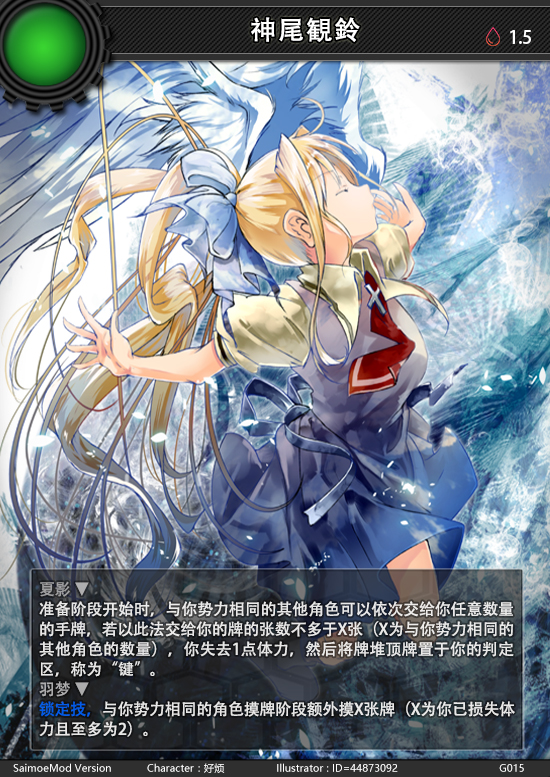 神尾観鈴
1.5
夏影 ▼
准备阶段开始时，与你势力相同的其他角色可以依次交给你任意数量
的手牌，若以此法交给你的牌的张数不多于X张（X为与你势力相同的
其他角色的数量），你失去1点体力，然后将牌堆顶牌置于你的判定
区，称为“键”。
羽梦 ▼
锁定技，与你势力相同的角色摸牌阶段额外摸X张牌（X为你已损失体
力且至多为2）。
SaimoeMod Version Character : 好烦 Illustrator : ID=44873092 G015